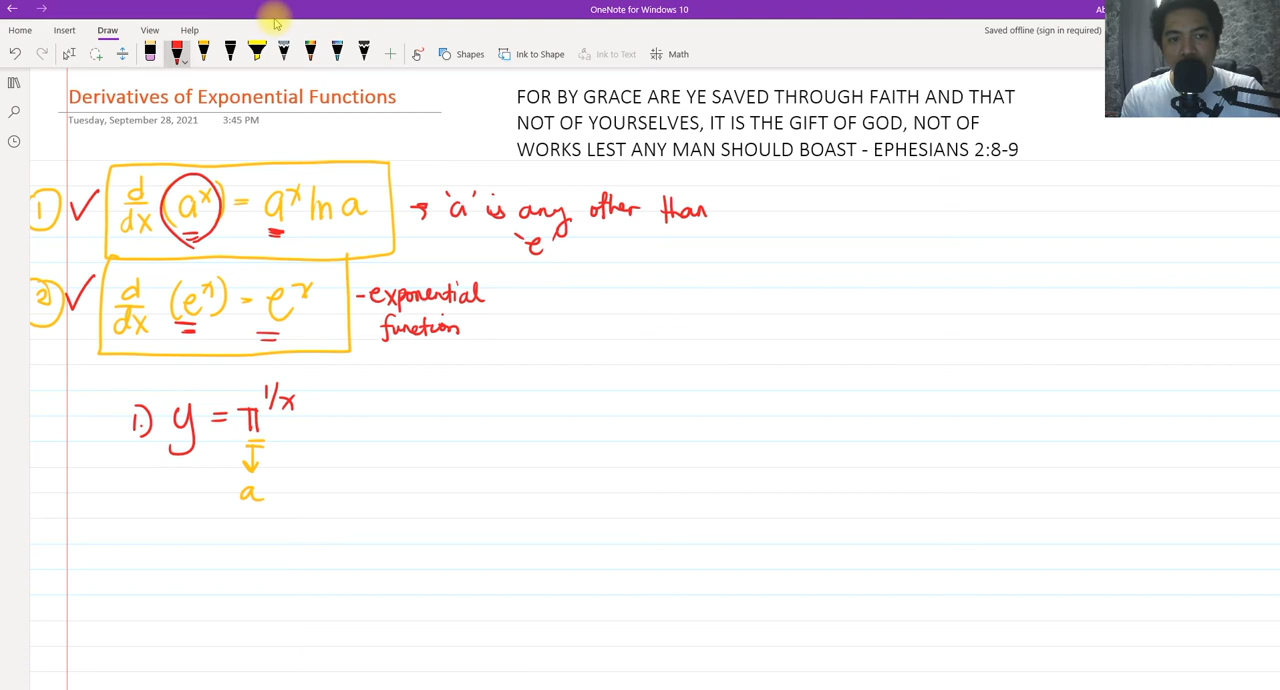 OneNote for Windows 10
Home Insert Draw View Help
Saved offline (sign in required)
Shapes Ink to Shape Ink to Text Math
Derivatives of Exponential Functions
Tuesday, September 28, 2021 3:45 PM
FOR BY GRACE ARE YE SAVED THROUGH FAITH AND THAT
NOT OF YOURSELVES, IT IS THE GIFT OF GOD, NOT OF
WORKS LEST ANY MAN SHOULD BOAST - EPHESIANS 2:8-9
① ✓ d/dx (a^x) = a^x ln a → 'a' is any other than
'e'
② ✓ d/dx (e^x) = e^x - exponential
function
1.) y = π^1/x
↓
a